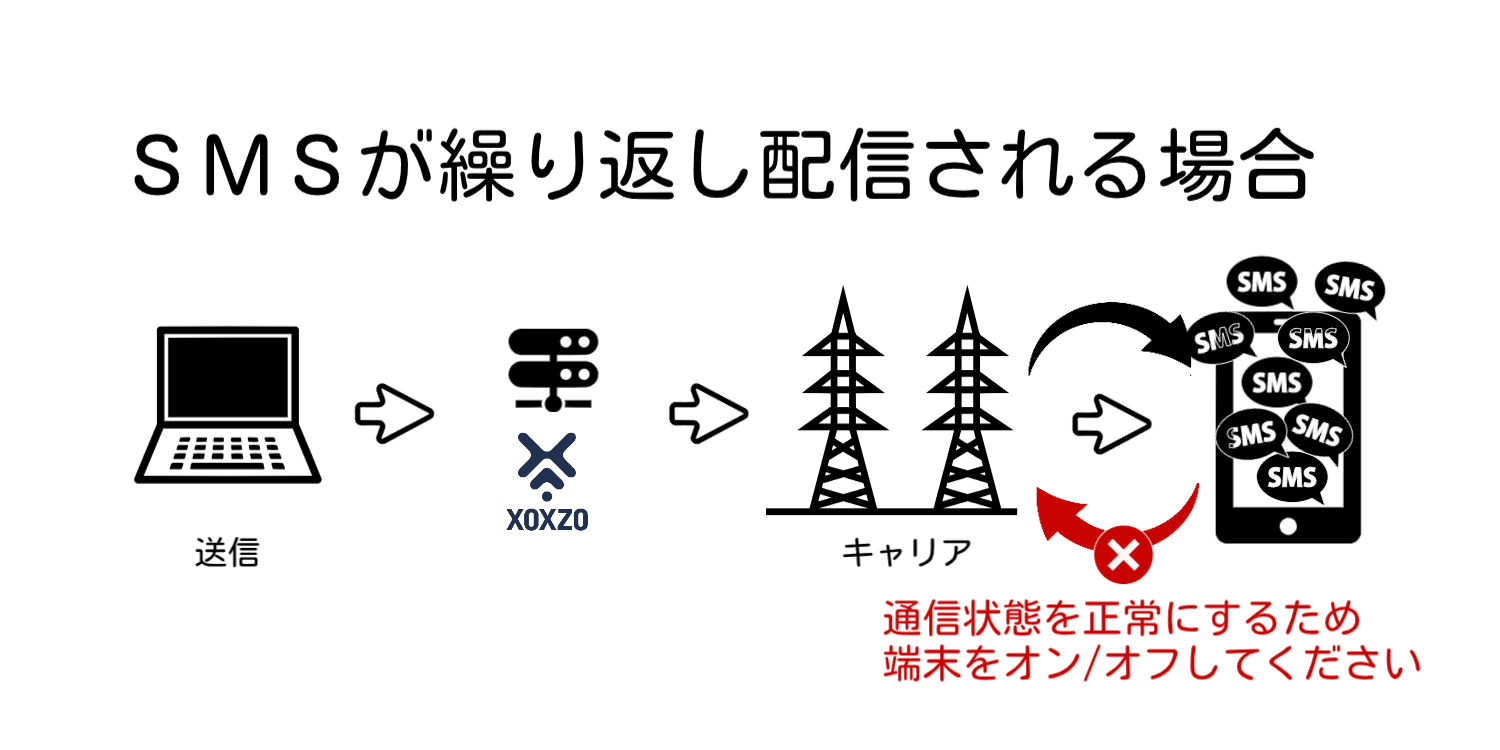 ＳＭＳが繰り返し配信される場合
SMS
SMS
SMS
SMS
SMS
SMS
SMS
SMS
XOXZO
送信
キャリア
通信状態を正常にするため
端末をオン/オフしてください